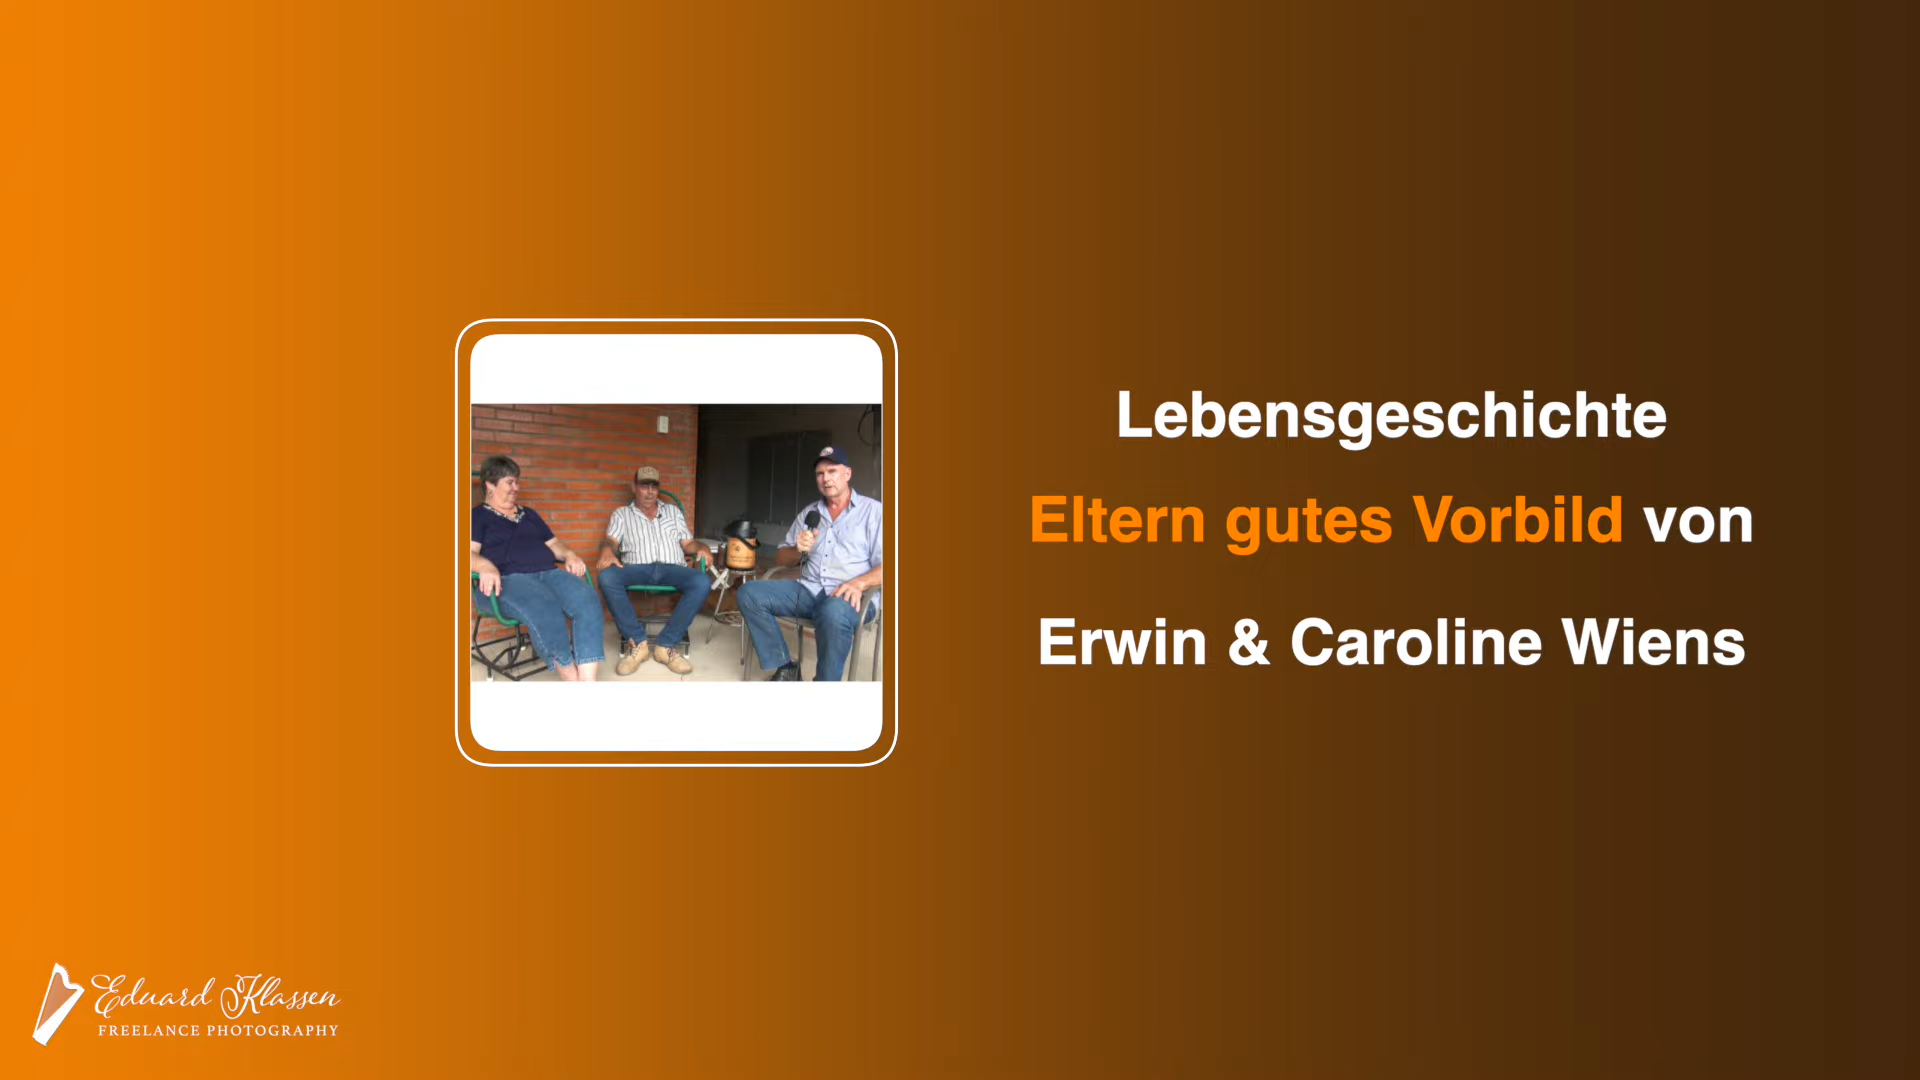 Lebensgeschichte
Eltern gutes Vorbild von
Erwin & Caroline Wiens
Eduard Klassen
FREELANCE PHOTOGRAPHY